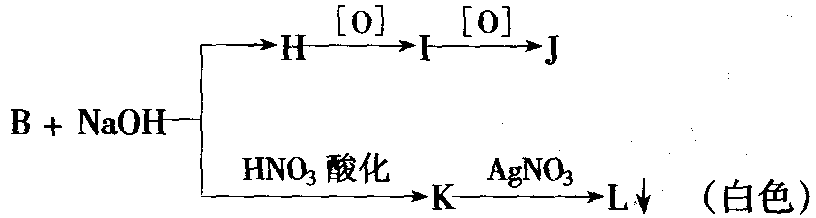 [O] [O]
H I J
B + NaOH
HNO₃ 酸化 AgNO₃
K L↓ (白色)